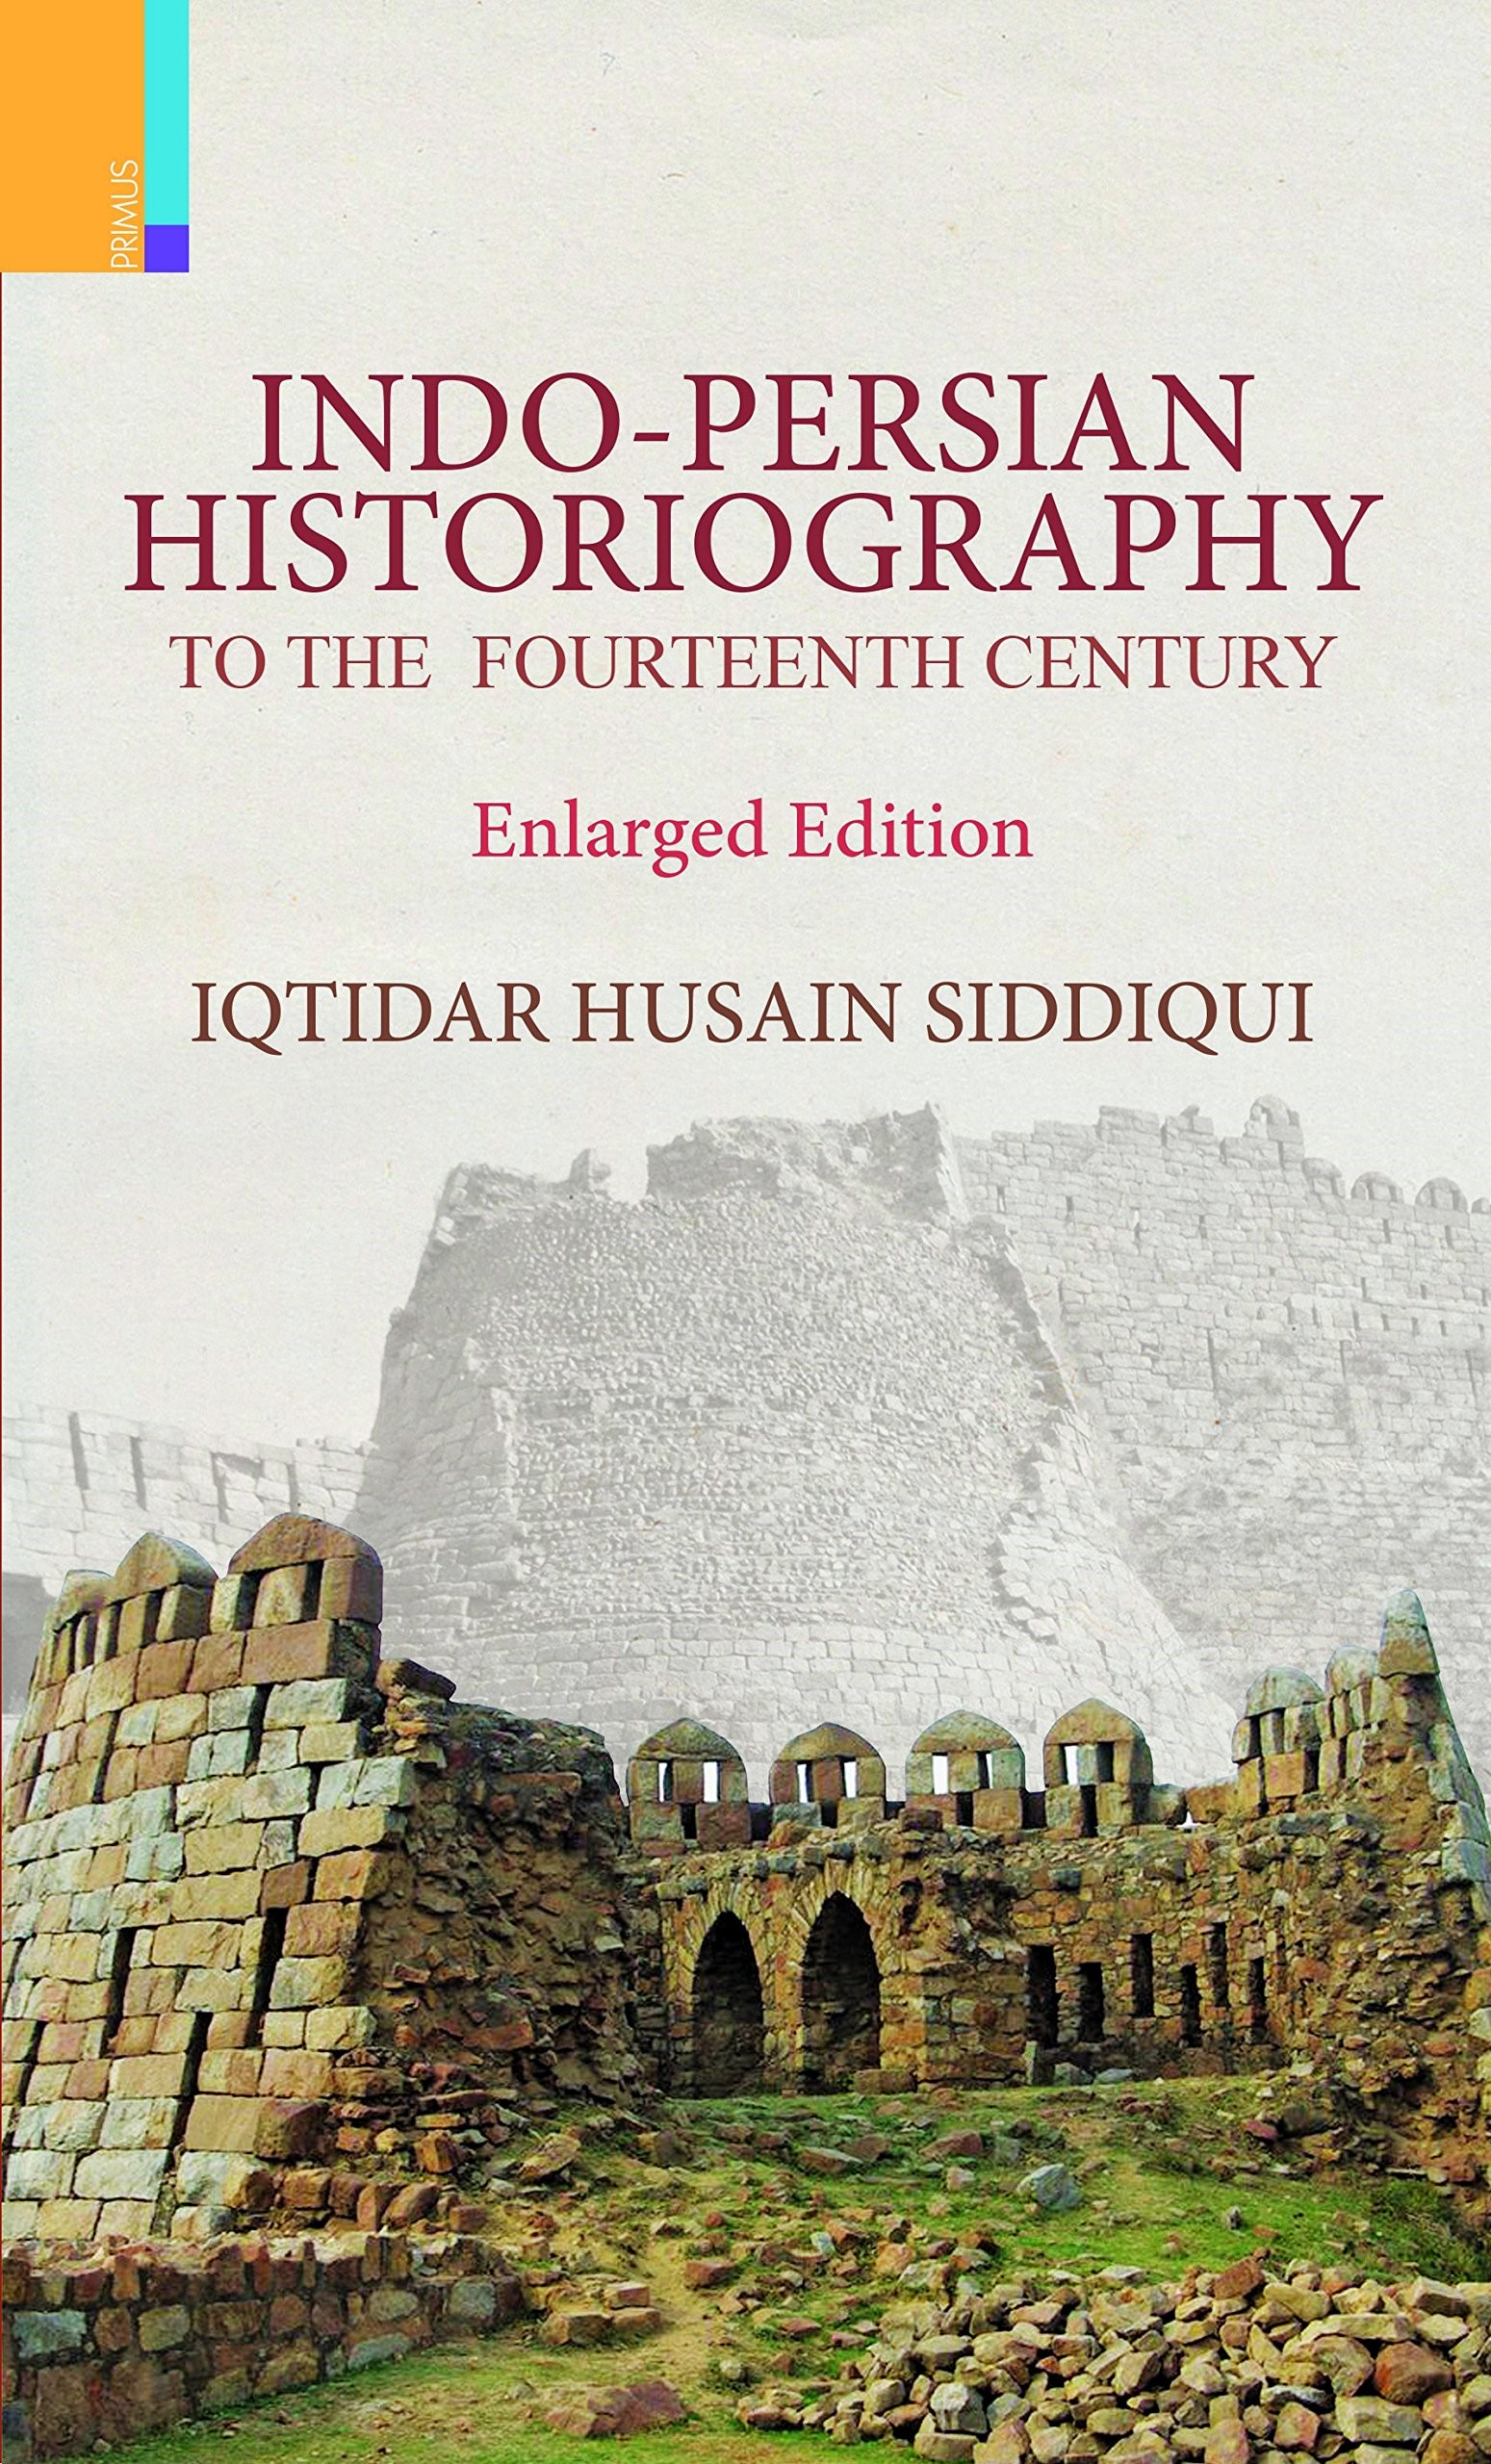 PRIMUS
INDO-PERSIAN
HISTORIOGRAPHY
TO THE FOURTEENTH CENTURY
Enlarged Edition
IQTIDAR HUSAIN SIDDIQUI